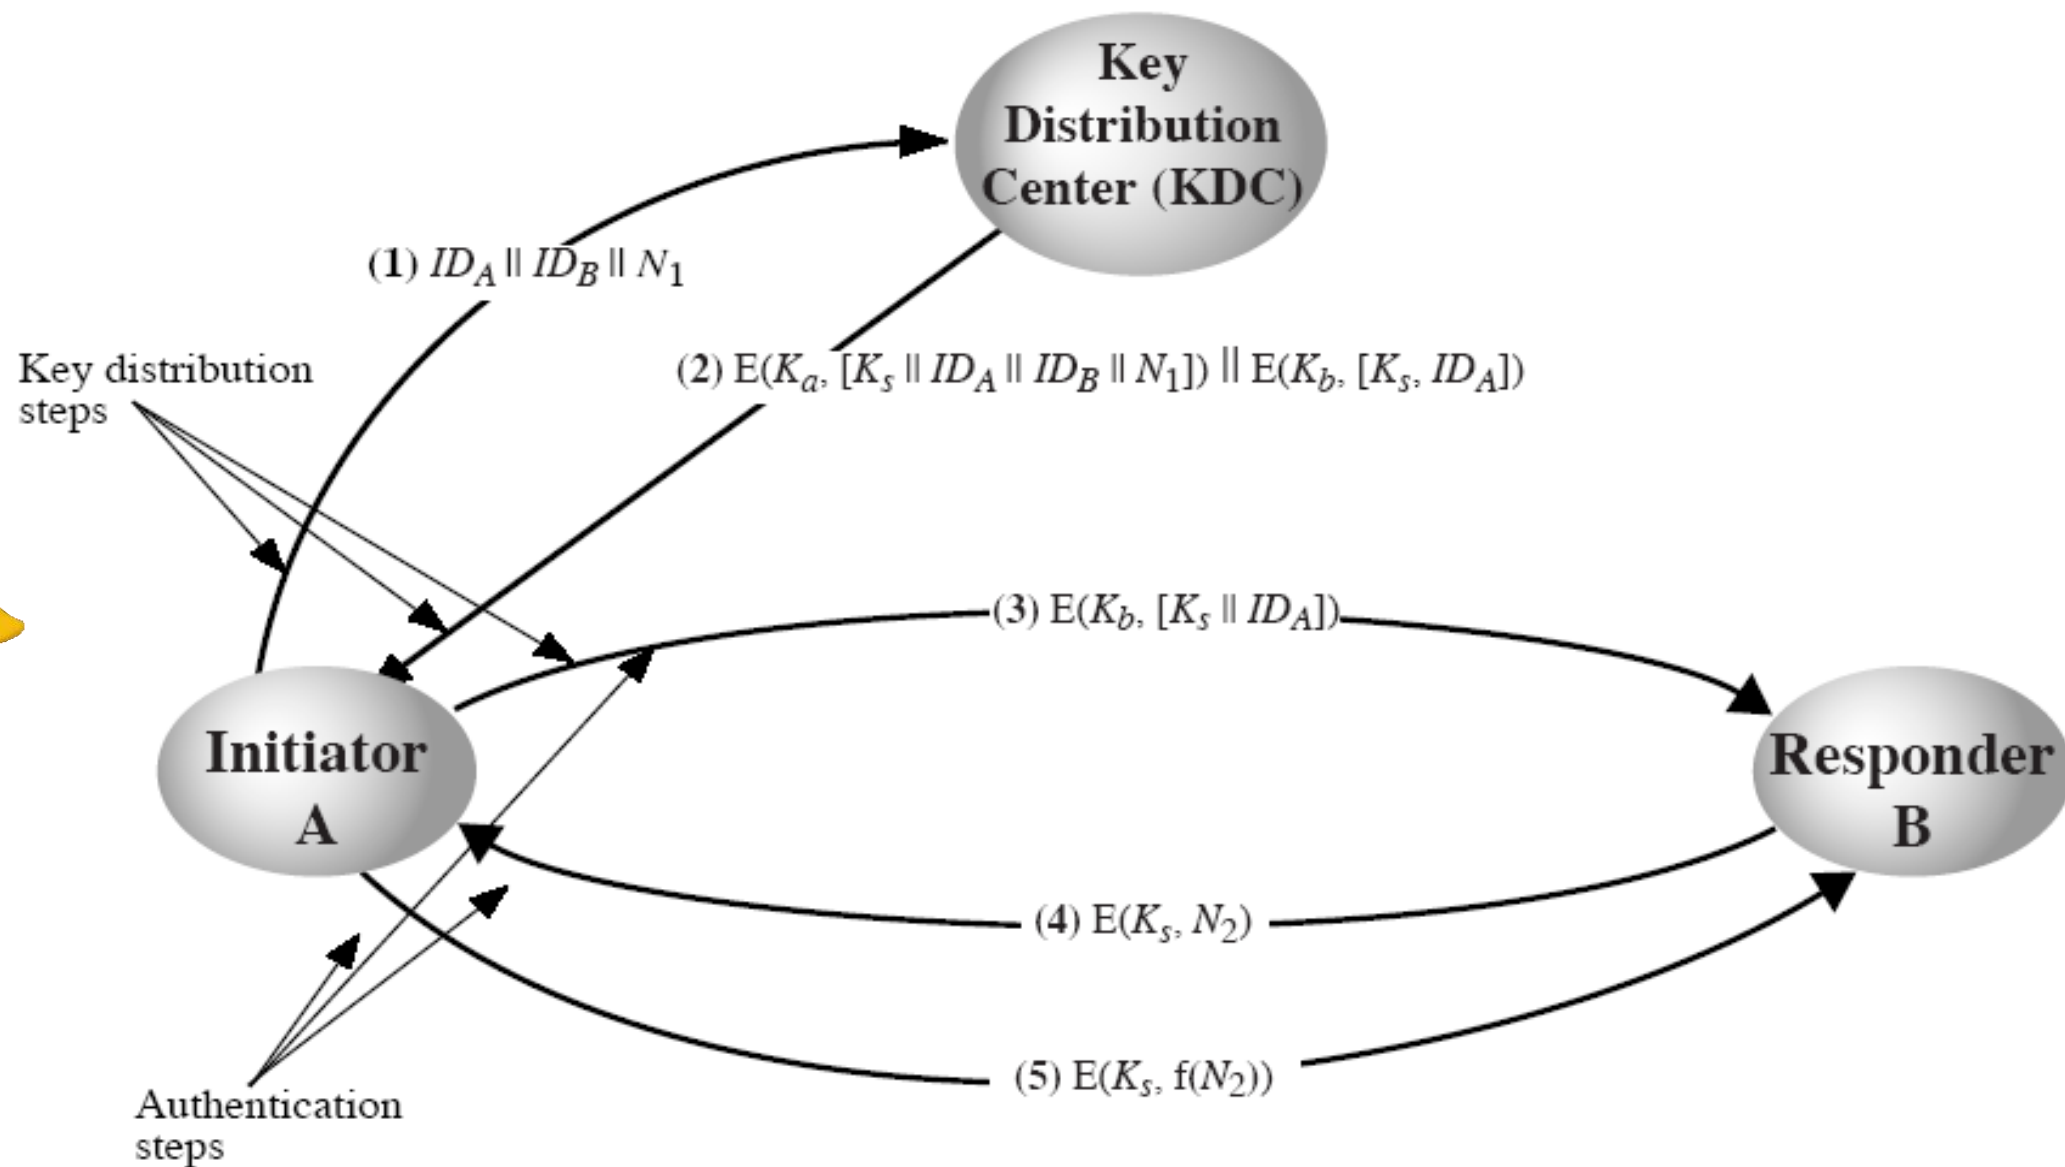 Key
Distribution
Center (KDC)
(1) ID_A || ID_B || N_1
(2) E(K_a, [K_s || ID_A || ID_B || N_1]) || E(K_b, [K_s, ID_A])
Key distribution
steps
(3) E(K_b, [K_s || ID_A])
Initiator
A
Responder
B
(4) E(K_s, N_2)
(5) E(K_s, f(N_2))
Authentication
steps